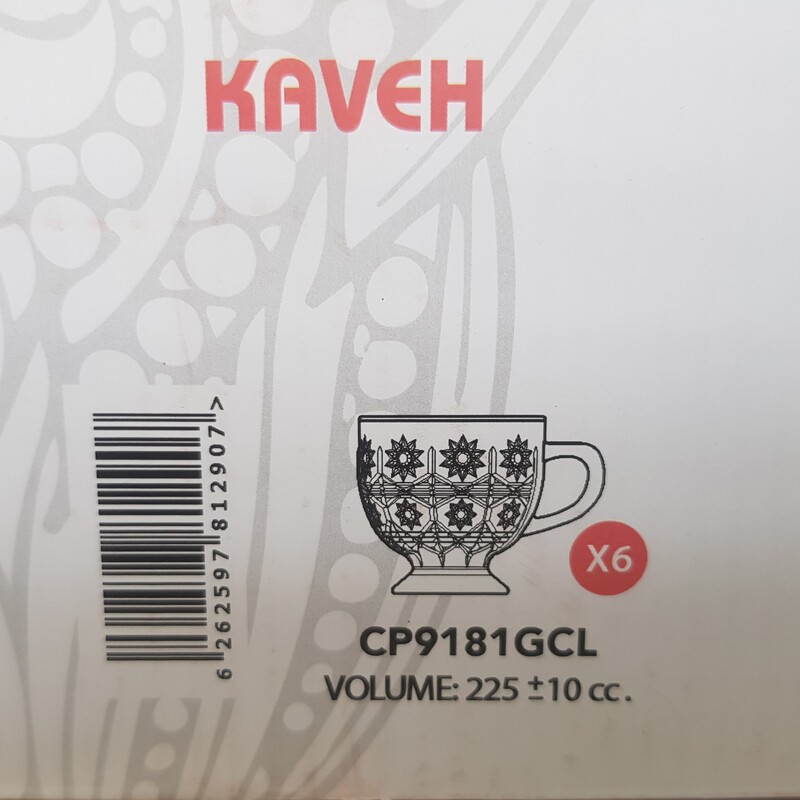 KAVEH
6 262597 812907 >
X6
CP9181GCL
VOLUME: 225 ±10 cc.